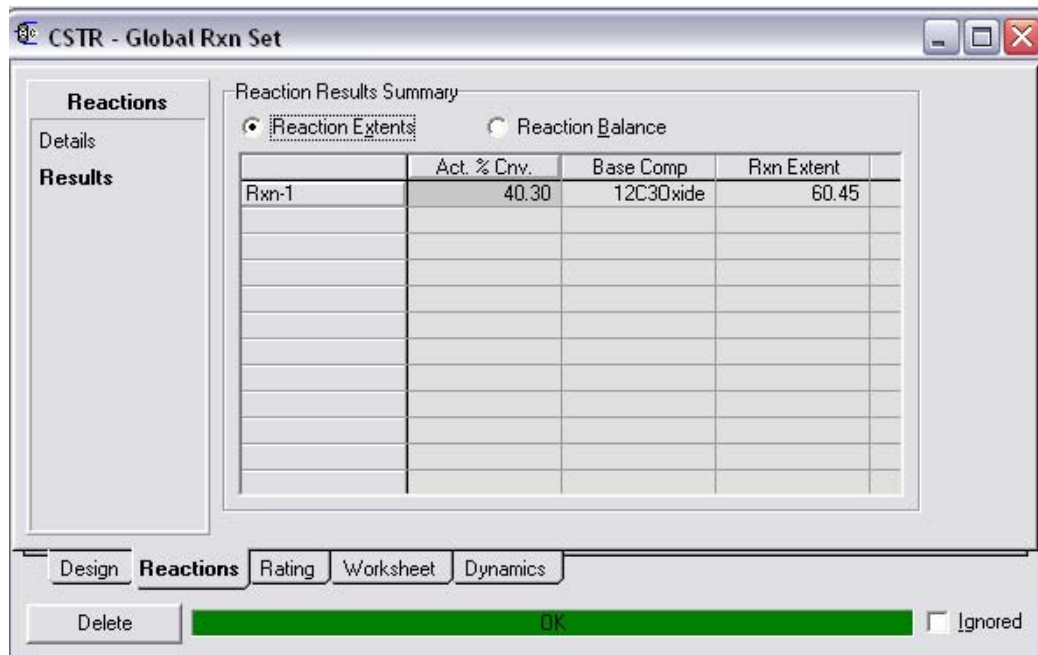 CSTR - Global Rxn Set
Reactions
Details
Results
Reaction Results Summary
Reaction Extents
Reaction Balance
Act. % Cnv. Base Comp Rxn Extent
Rxn-1 40.30 12C3Oxide 60.45
Design Reactions Rating Worksheet Dynamics
Delete OK Ignored